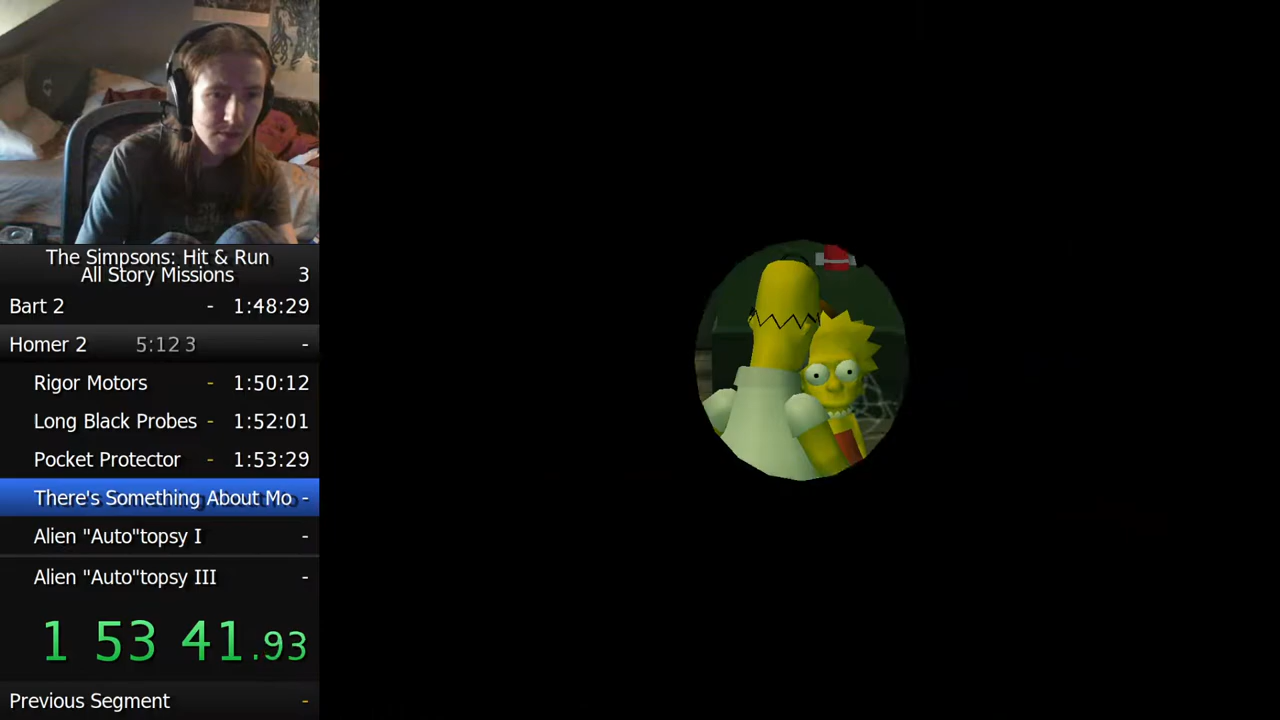 The Simpsons: Hit & Run
All Story Missions 3
Bart 2 - 1:48:29
Homer 2 5:12 3 -
Rigor Motors - 1:50:12
Long Black Probes - 1:52:01
Pocket Protector - 1:53:29
There's Something About Mo -
Alien "Auto"topsy I -
Alien "Auto"topsy III -
1 53 41.93
Previous Segment -